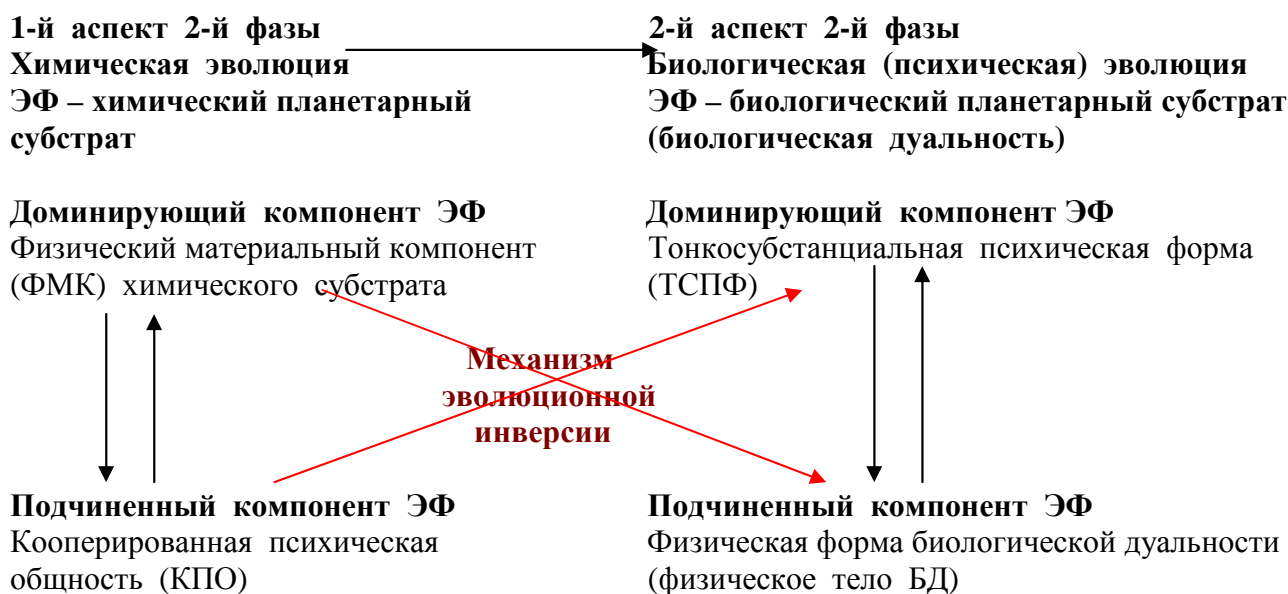 1-й аспект 2-й фазы
Химическая эволюция
ЭФ – химический планетарный
субстрат
2-й аспект 2-й фазы
Биологическая (психическая) эволюция
ЭФ – биологический планетарный субстрат
(биологическая дуальность)
Доминирующий компонент ЭФ
Физический материальный компонент
(ФМК) химического субстрата
Доминирующий компонент ЭФ
Тонкосубстанциальная психическая форма
(ТСПФ)
Механизм
эволюционной
инверсии
Подчиненный компонент ЭФ
Кооперированная психическая
общность (КПО)
Подчиненный компонент ЭФ
Физическая форма биологической дуальности
(физическое тело БД)